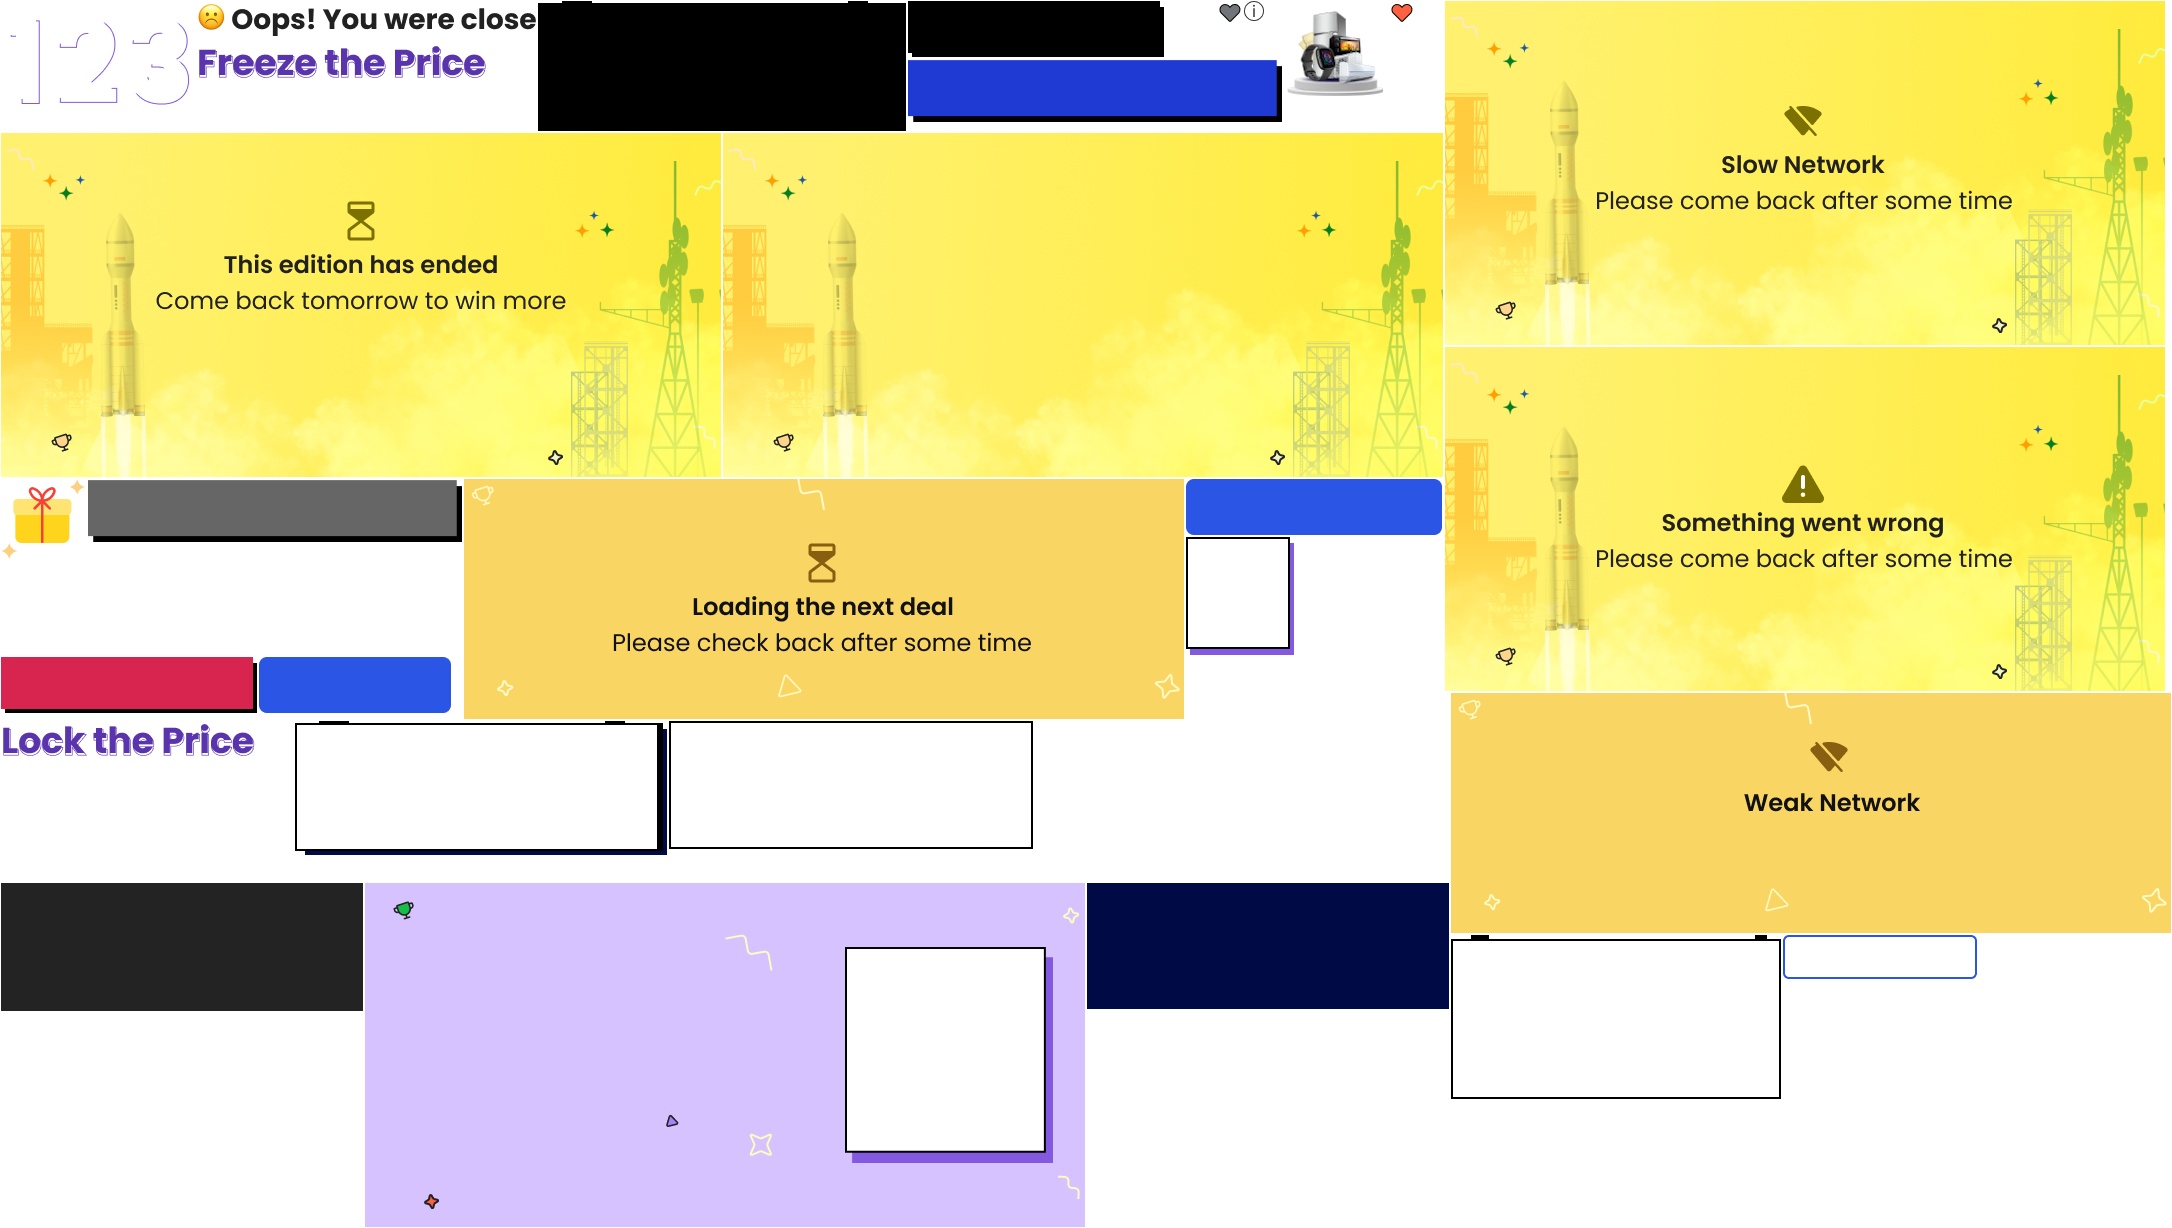 123
Oops! You were close
Freeze the Price
Slow Network
Please come back after some time
This edition has ended
Come back tomorrow to win more
Something went wrong
Please come back after some time
Loading the next deal
Please check back after some time
Lock the Price
Weak Network